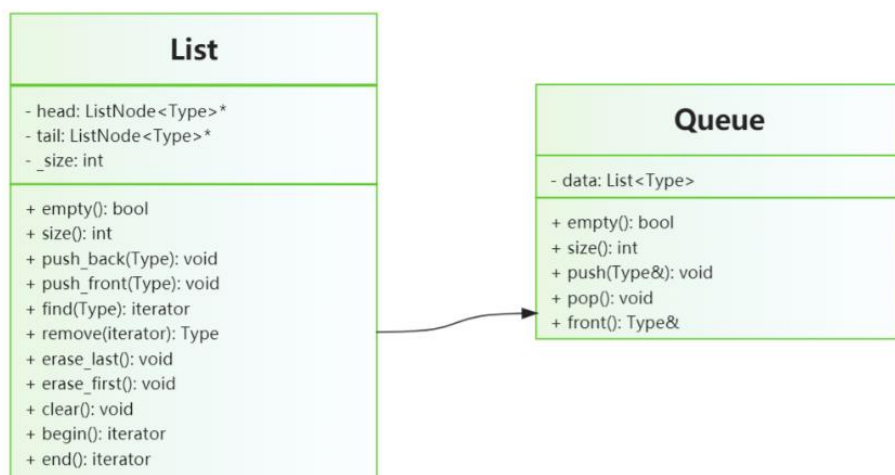 List
- head: ListNode<Type>*
- tail: ListNode<Type>*
- _size: int
+ empty(): bool
+ size(): int
+ push_back(Type): void
+ push_front(Type): void
+ find(Type): iterator
+ remove(iterator): Type
+ erase_last(): void
+ erase_first(): void
+ clear(): void
+ begin(): iterator
+ end(): iterator
Queue
- data: List<Type>
+ empty(): bool
+ size(): int
+ push(Type&): void
+ pop(): void
+ front(): Type&